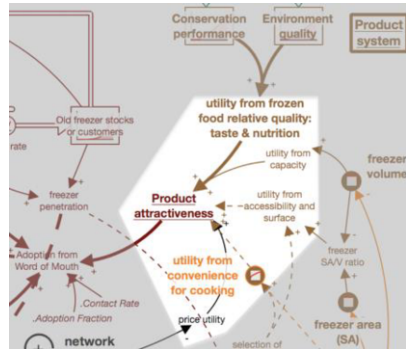 Conservation
performance
Environment
quality
Product
system
Old freezer stocks
or customers
rate
utility from frozen
food relative quality:
taste & nutrition
utility from
capacity
freezer
volume
freezer
penetration
Product
attractiveness
utility from
accessibility and
surface
Adoption from
Word of Mouth
utility from
convenience
for cooking
freezer
SA/V ratio
.Contact Rate
.Adoption Fraction
price utility
freezer area
(SA)
network
selection of